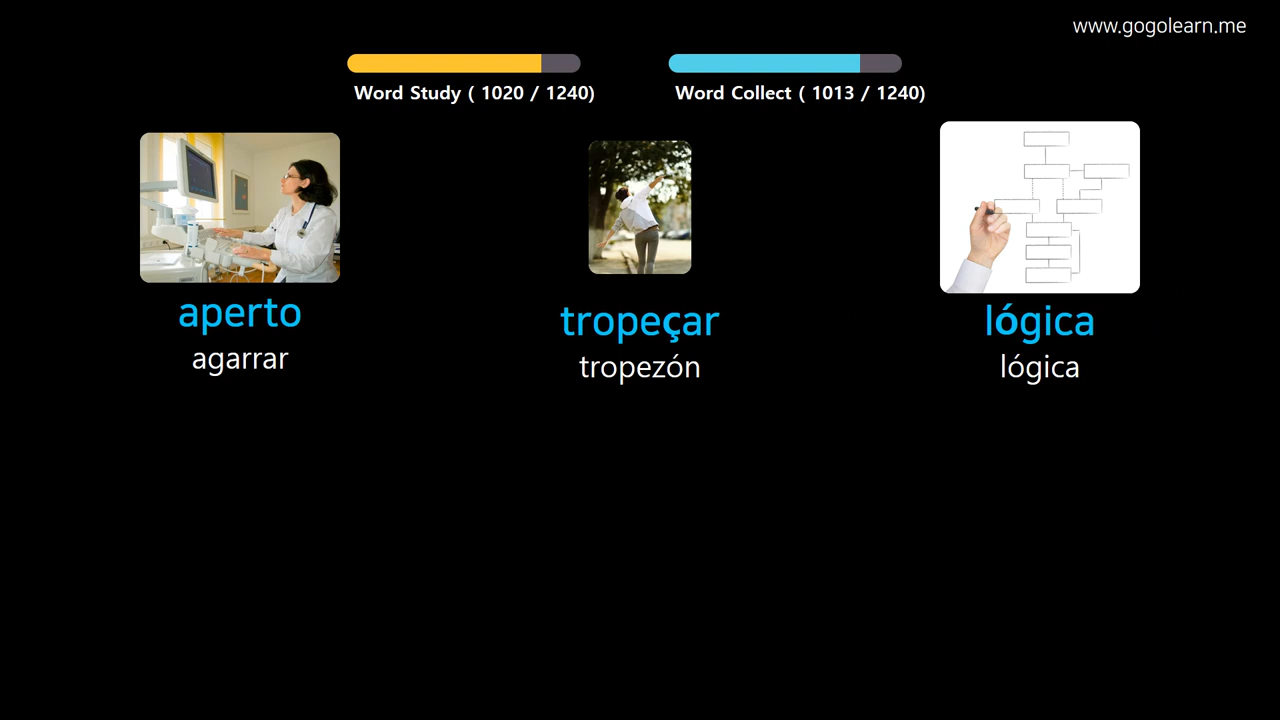 www.gogolearn.me
Word Study ( 1020 / 1240)
Word Collect ( 1013 / 1240)
aperto
agarrar
tropeçar
tropezón
lógica
lógica